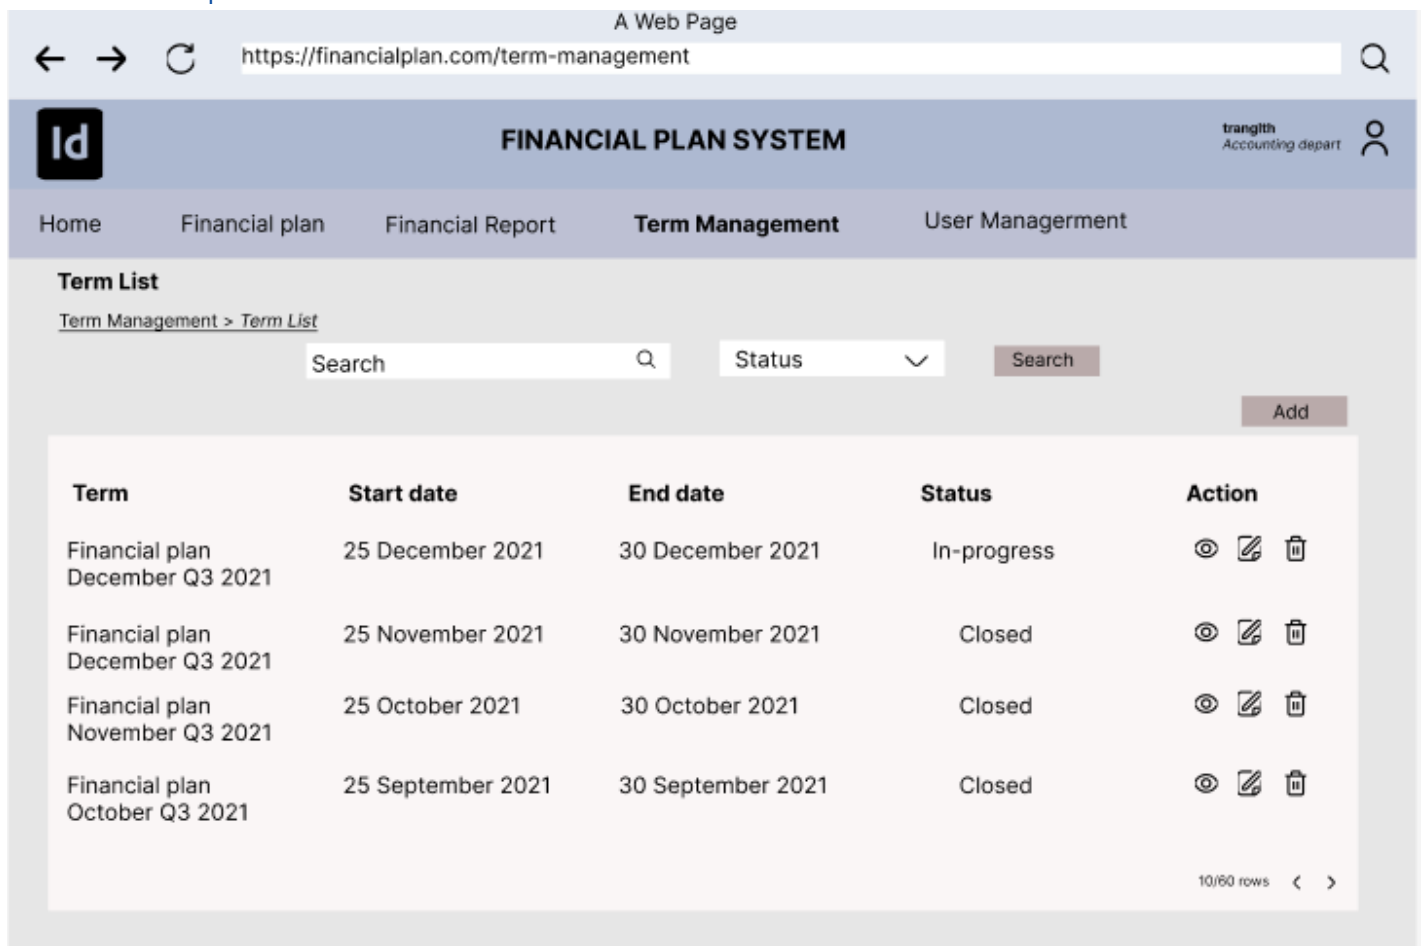 A Web Page
https://financialplan.com/term-management
Id
FINANCIAL PLAN SYSTEM
trangith
Accounting depart
Home Financial plan Financial Report Term Management User Managerment
Term List
Term Management > Term List
Search Status Search
Add
Term Start date End date Status Action
Financial plan 25 December 2021 30 December 2021 In-progress
December Q3 2021
Financial plan 25 November 2021 30 November 2021 Closed
December Q3 2021
Financial plan 25 October 2021 30 October 2021 Closed
November Q3 2021
Financial plan 25 September 2021 30 September 2021 Closed
October Q3 2021
10/60 rows